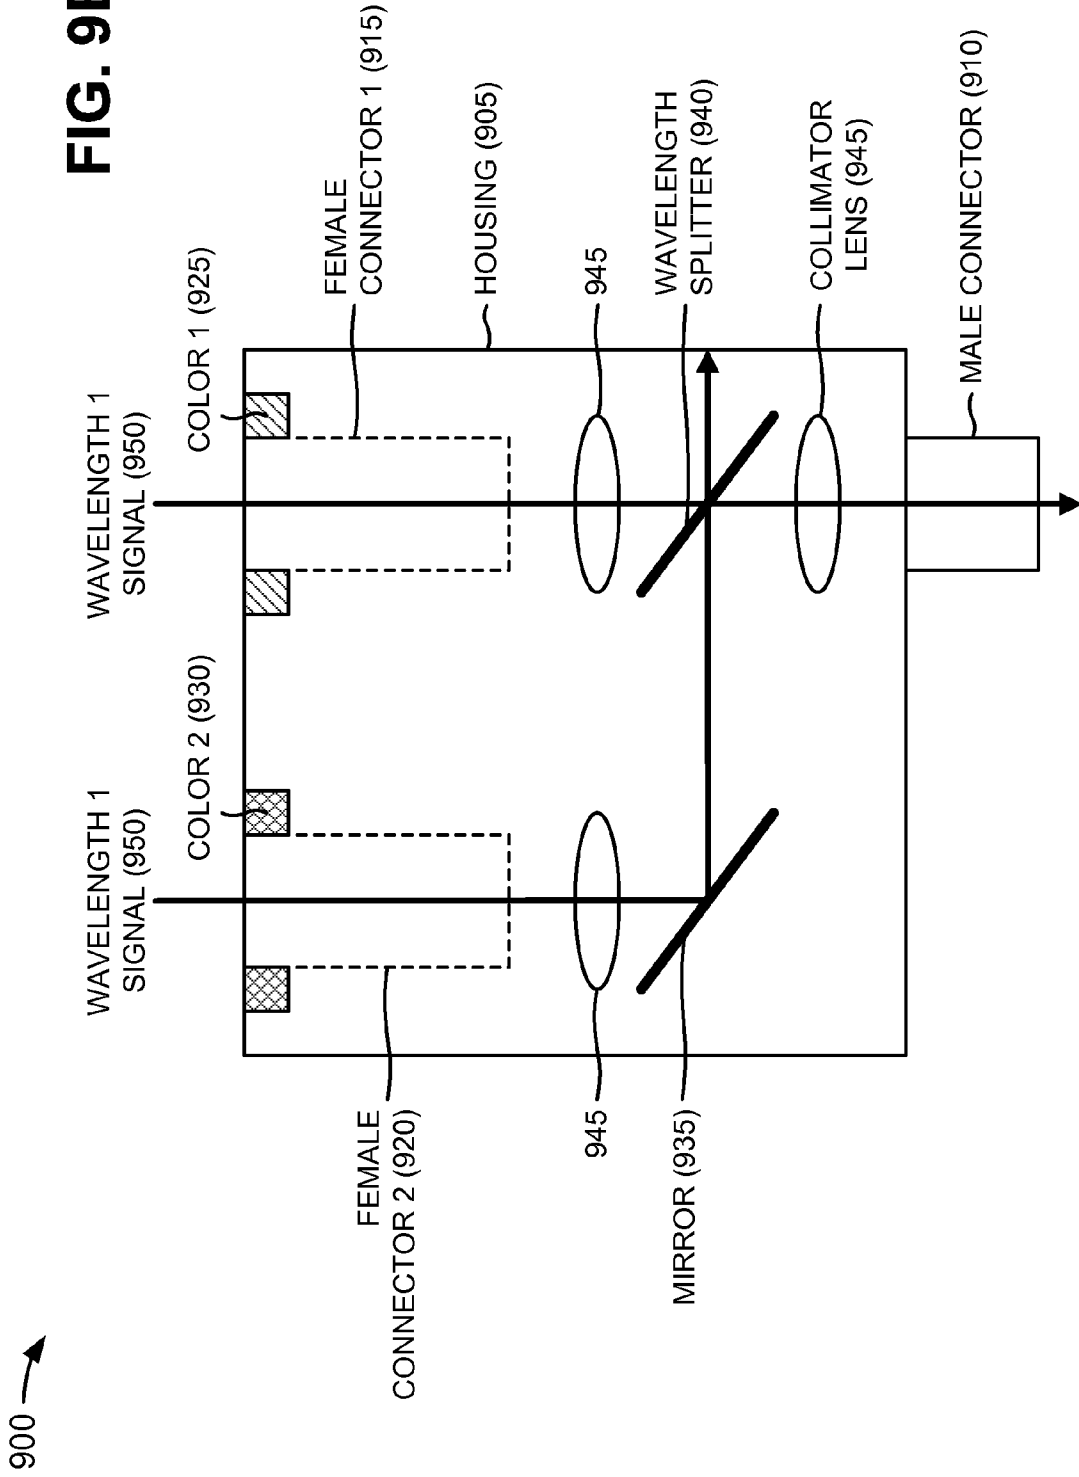 900
FIG.
WAVELENGTH 1
SIGNAL (950)
WAVELENGTH 1
SIGNAL (950)
COLOR 2 (930)
COLOR 1 (925)
FEMALE
CONNECTOR 2 (920)
FEMALE
CONNECTOR 1 (915)
HOUSING (905)
945
945
MIRROR (935)
WAVELENGTH
SPLITTER (940)
COLLIMATOR
LENS (945)
MALE CONNECTOR (910)